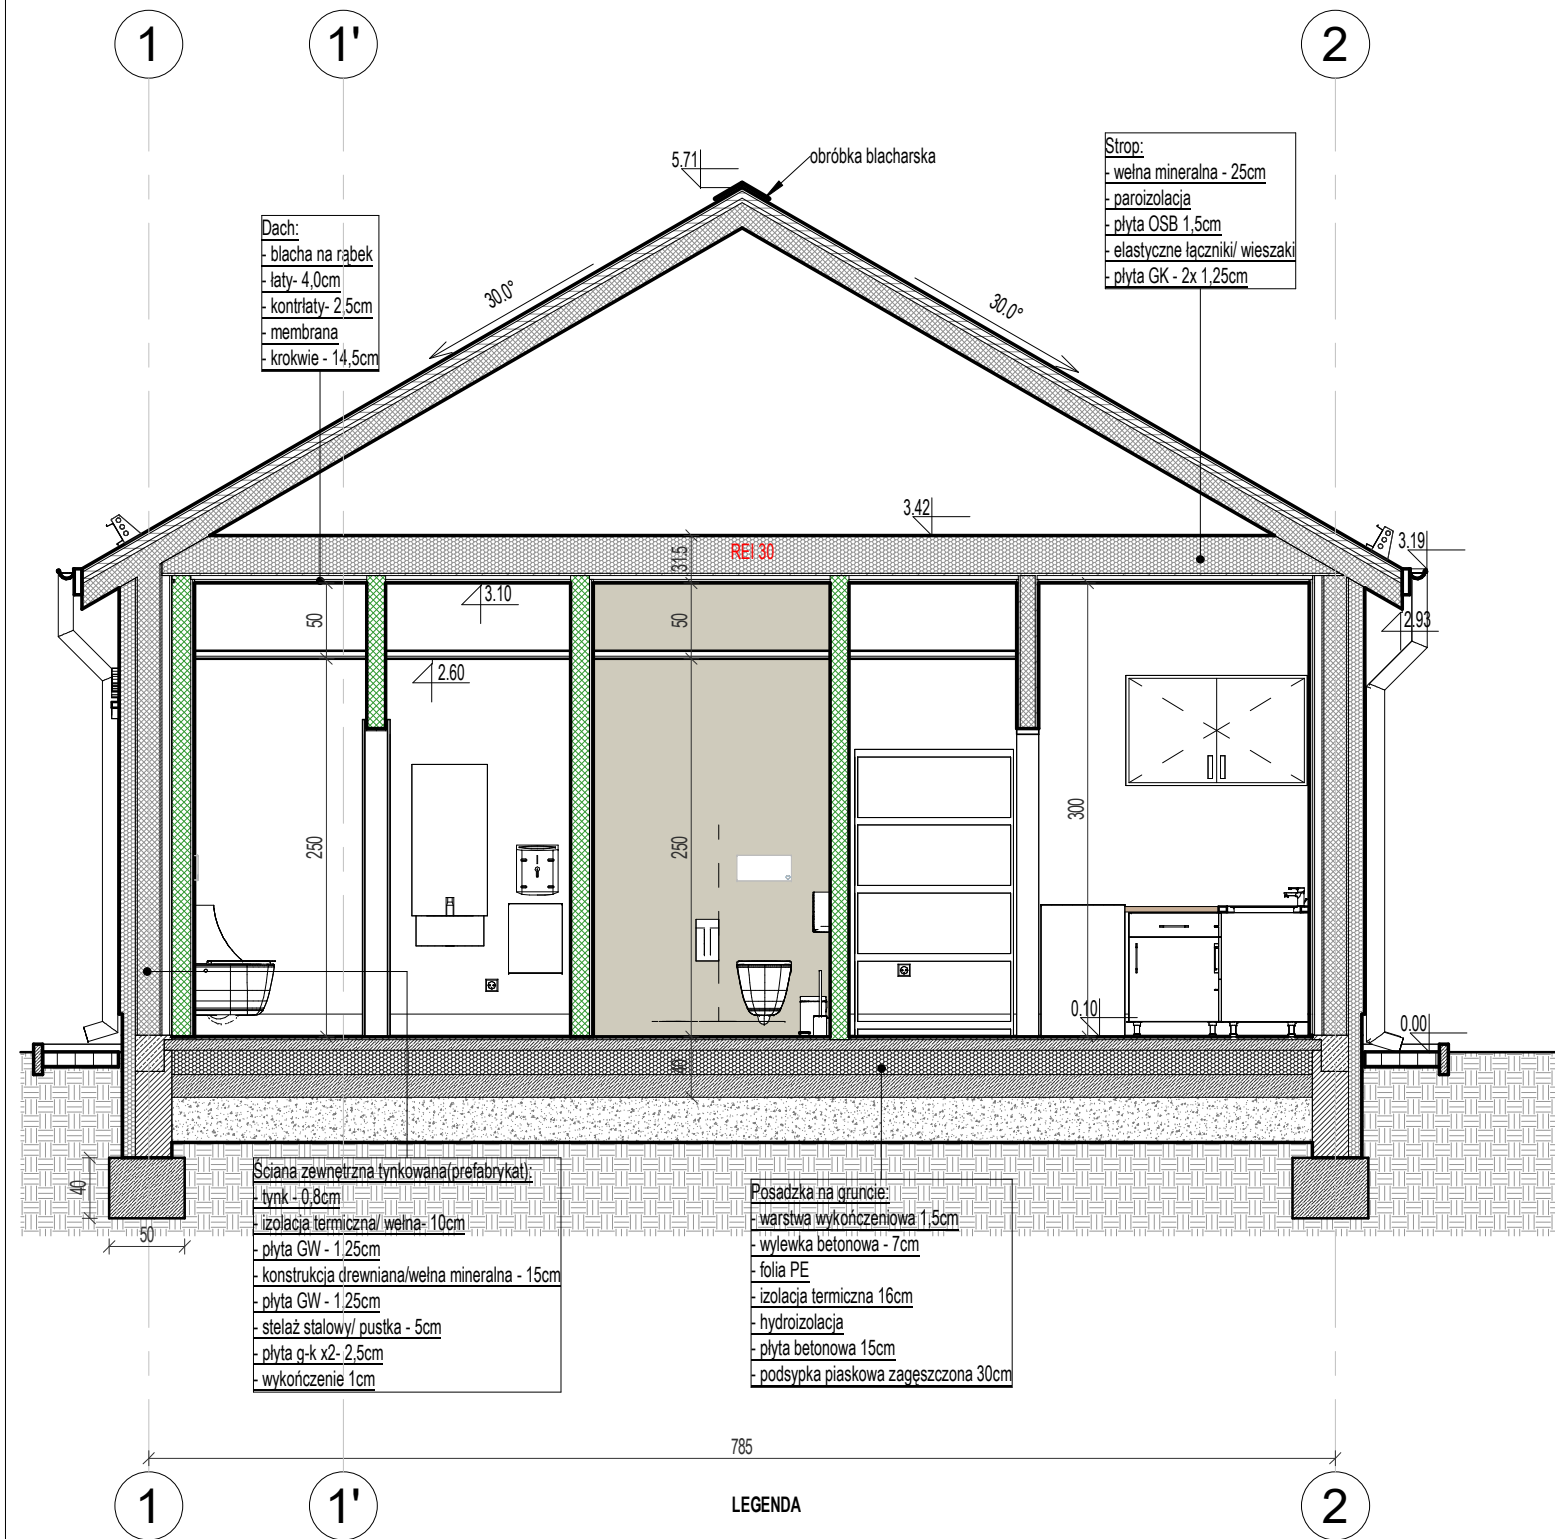 1
1'
2
5.71
obróbka blacharska
Strop:
- wełna mineralna - 25cm
- paroizolacja
- płyta OSB 1,5cm
- elastyczne łączniki/ wieszaki
- płyta GK - 2x 1,25cm
Dach:
- blacha na rąbek
- łaty- 4,0cm
- kontrłaty- 2,5cm
- membrana
- krokwie - 14,5cm
30.0°
30.0°
3.42
31.5
REI 30
3.19
3.10
2.93
50
50
2.60
250
250
300
0.10
0.00
40
50
Ściana zewnętrzna tynkowana(prefabrykat):
- tynk - 0,8cm
- izolacja termiczna/ wełna- 10cm
- płyta GW - 1,25cm
- konstrukcja drewniana/wełna mineralna - 15cm
- płyta GW - 1,25cm
- stelaż stalowy/ pustka - 5cm
- płyta g-k x2- 2,5cm
- wykończenie 1cm
Posadzka na gruncie:
- warstwa wykończeniowa 1,5cm
- wylewka betonowa - 7cm
- folia PE
- izolacja termiczna 16cm
- hydroizolacja
- płyta betonowa 15cm
- podsypka piaskowa zagęszczona 30cm
785
1
1'
2
LEGENDA